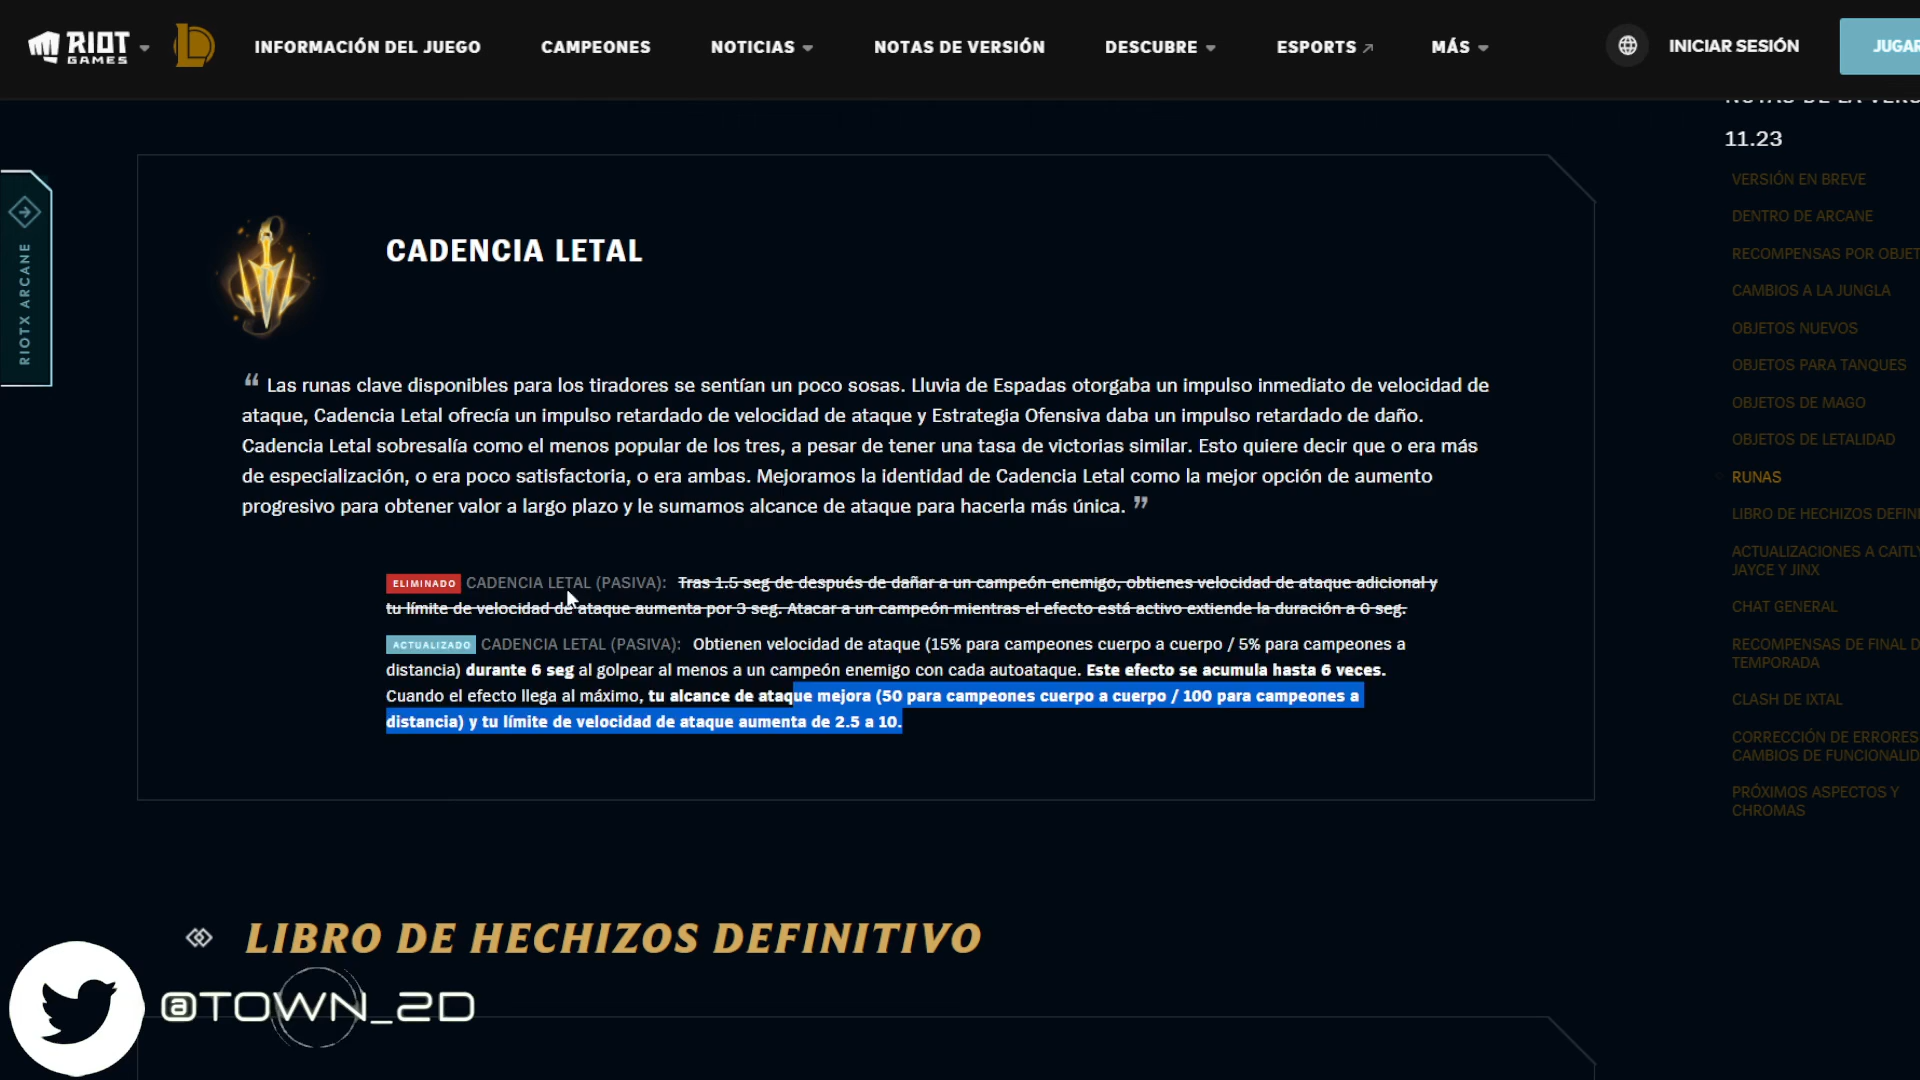 RIOT GAMES
INFORMACIÓN DEL JUEGO
CAMPEONES
NOTICIAS
NOTAS DE VERSIÓN
DESCUBRE
ESPORTS
MÁS
INICIAR SESIÓN
JUGAR
RIOTX ARCANE
CADENCIA LETAL
“ Las runas clave disponibles para los tiradores se sentían un poco sosas. Lluvia de Espadas otorgaba un impulso inmediato de velocidad de
ataque, Cadencia Letal ofrecía un impulso retardado de velocidad de ataque y Estrategia Ofensiva daba un impulso retardado de daño.
Cadencia Letal sobresalía como el menos popular de los tres, a pesar de tener una tasa de victorias similar. Esto quiere decir que o era más
de especialización, o era poco satisfactoria, o era ambas. Mejoramos la identidad de Cadencia Letal como la mejor opción de aumento
progresivo para obtener valor a largo plazo y le sumamos alcance de ataque para hacerla más única. ”
ELIMINADO CADENCIA LETAL (PASIVA): Tras 1.5 seg de después de dañar a un campeón enemigo, obtienes velocidad de ataque adicional y
tu límite de velocidad de ataque aumenta por 3 seg. Atacar a un campeón mientras el efecto está activo extiende la duración a 6 seg.
ACTUALIZADO CADENCIA LETAL (PASIVA): Obtienen velocidad de ataque (15% para campeones cuerpo a cuerpo / 5% para campeones a
distancia) durante 6 seg al golpear al menos a un campeón enemigo con cada autoataque. Este efecto se acumula hasta 6 veces.
Cuando el efecto llega al máximo, tu alcance de ataque mejora (50 para campeones cuerpo a cuerpo / 100 para campeones a
distancia) y tu límite de velocidad de ataque aumenta de 2.5 a 10.
LIBRO DE HECHIZOS DEFINITIVO
@TOWN_2D
11.23
VERSIÓN EN BREVE
DENTRO DE ARCANE
RECOMPENSAS POR OBJET
CAMBIOS A LA JUNGLA
OBJETOS NUEVOS
OBJETOS PARA TANQUES
OBJETOS DE MAGO
OBJETOS DE LETALIDAD
RUNAS
LIBRO DE HECHIZOS DEFINI
ACTUALIZACIONES A CAITLY
JAYCE Y JINX
CHAT GENERAL
RECOMPENSAS DE FINAL D
TEMPORADA
CLASH DE IXTAL
CORRECCIÓN DE ERRORES
CAMBIOS DE FUNCIONALID
PRÓXIMOS ASPECTOS Y
CHROMAS